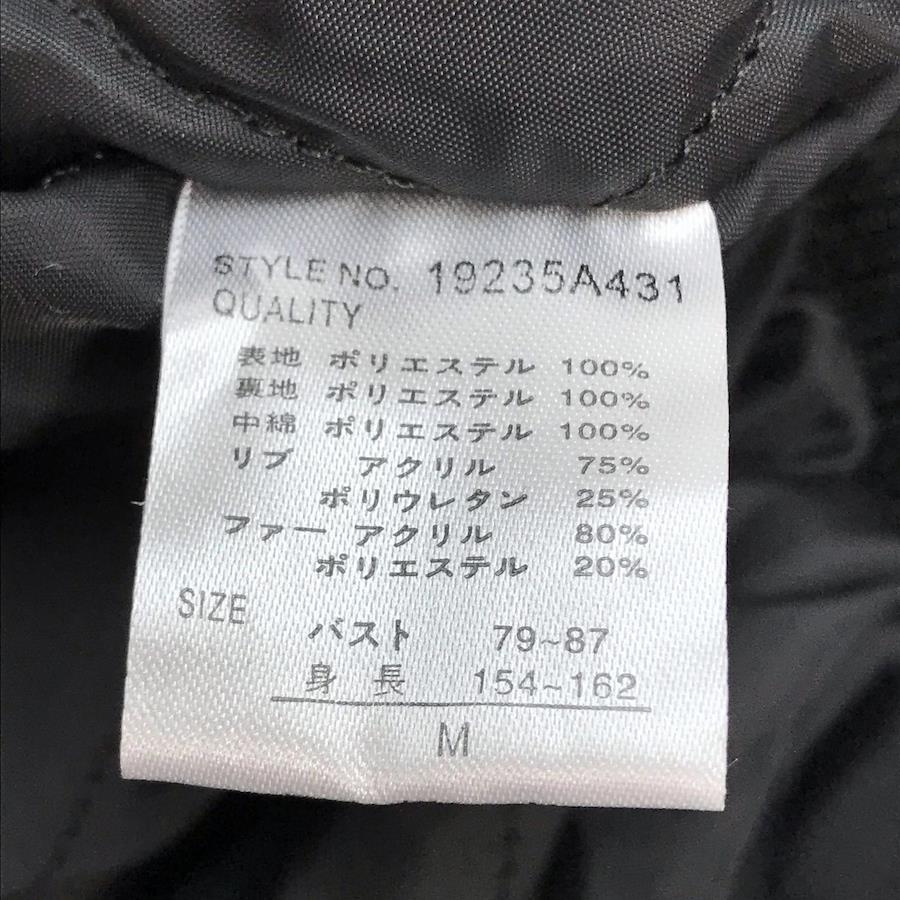 STYLE NO. 19235A431
QUALITY
表地 ポリエステル 100%
裏地 ポリエステル 100%
中綿 ポリエステル 100%
リブ アクリル 75%
ポリウレタン 25%
ファー アクリル 80%
ポリエステル 20%
SIZE
バスト 79~87
身長 154~162
M